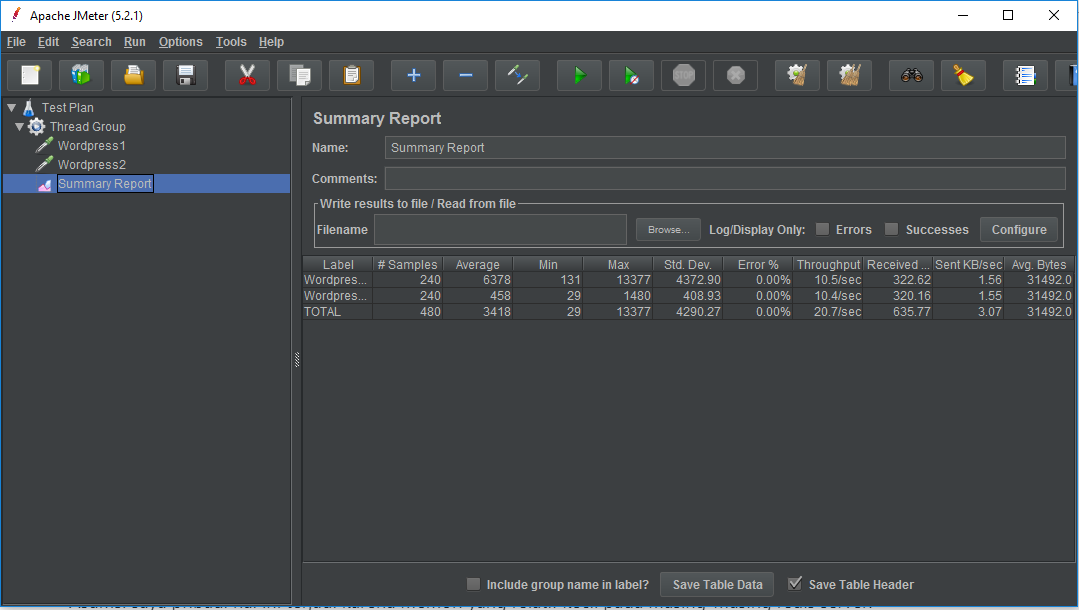 Apache JMeter (5.2.1)
File Edit Search Run Options Tools Help
STOP
Test Plan
Thread Group
Wordpress1
Wordpress2
Summary Report
Summary Report
Name: Summary Report
Comments:
Write results to file / Read from file
Filename Browse... Log/Display Only: Errors Successes Configure
Label # Samples Average Min Max Std. Dev. Error % Throughput Received ... Sent KB/sec Avg. Bytes
Wordpres... 240 6378 131 13377 4372.90 0.00% 10.5/sec 322.62 1.56 31492.0
Wordpres... 240 458 29 1480 408.93 0.00% 10.4/sec 320.16 1.55 31492.0
TOTAL 480 3418 29 13377 4290.27 0.00% 20.7/sec 635.77 3.07 31492.0
Include group name in label? Save Table Data Save Table Header